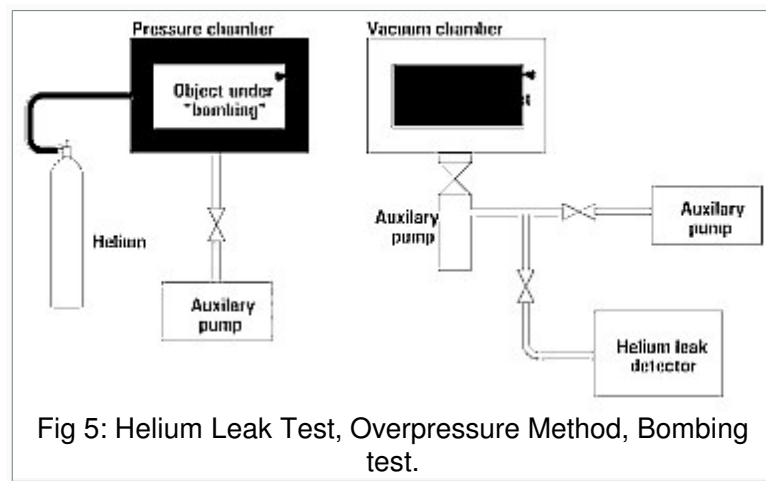 Pressure chamber
Object under
"bombing"
Helium
Auxilary
pump
Vacuum chamber
Auxilary
pump
Auxilary
pump
Helium leak
detector
Fig 5: Helium Leak Test, Overpressure Method, Bombing
test.